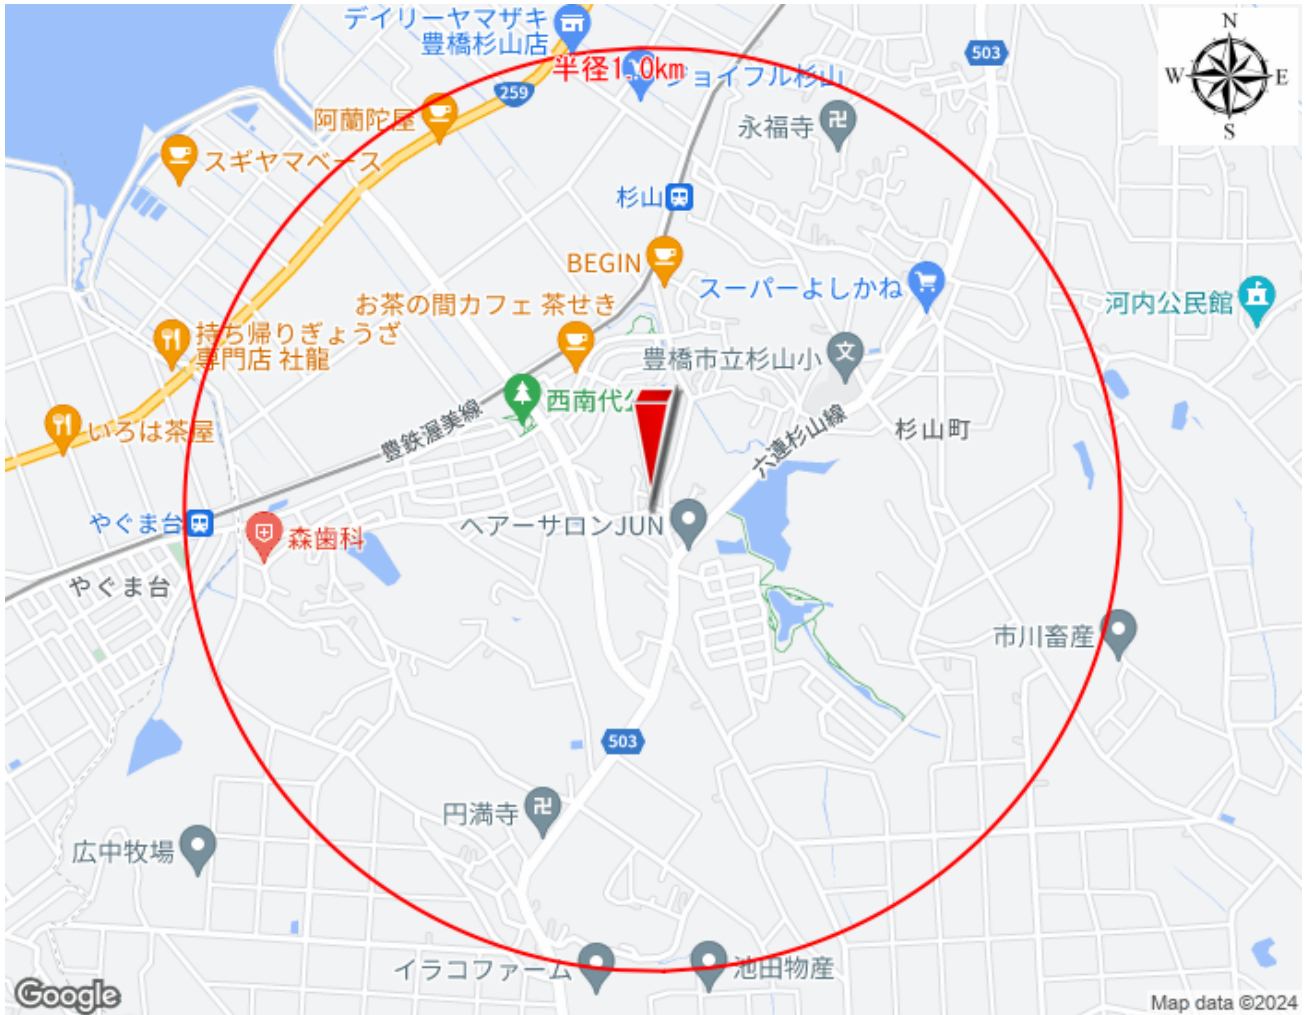 デイリーヤマザキ
豊橋杉山店
半径1.0km
ジョイフル杉山
503
N
W
E
S
259
阿蘭陀屋
永福寺
スギヤマベース
杉山
BEGIN
スーパーよしかね
河内公民館
お茶の間カフェ 茶せき
持ち帰りぎょうざ
専門店 社龍
豊橋市立杉山小
文
西南代公
いろは茶屋
豊鉄渥美線
六連杉山線
杉山町
やぐま台
森歯科
ヘアーサロンJUN
やぐま台
市川畜産
503
円満寺
広中牧場
イラコファーム
池田物産
Google
Map data ©2024